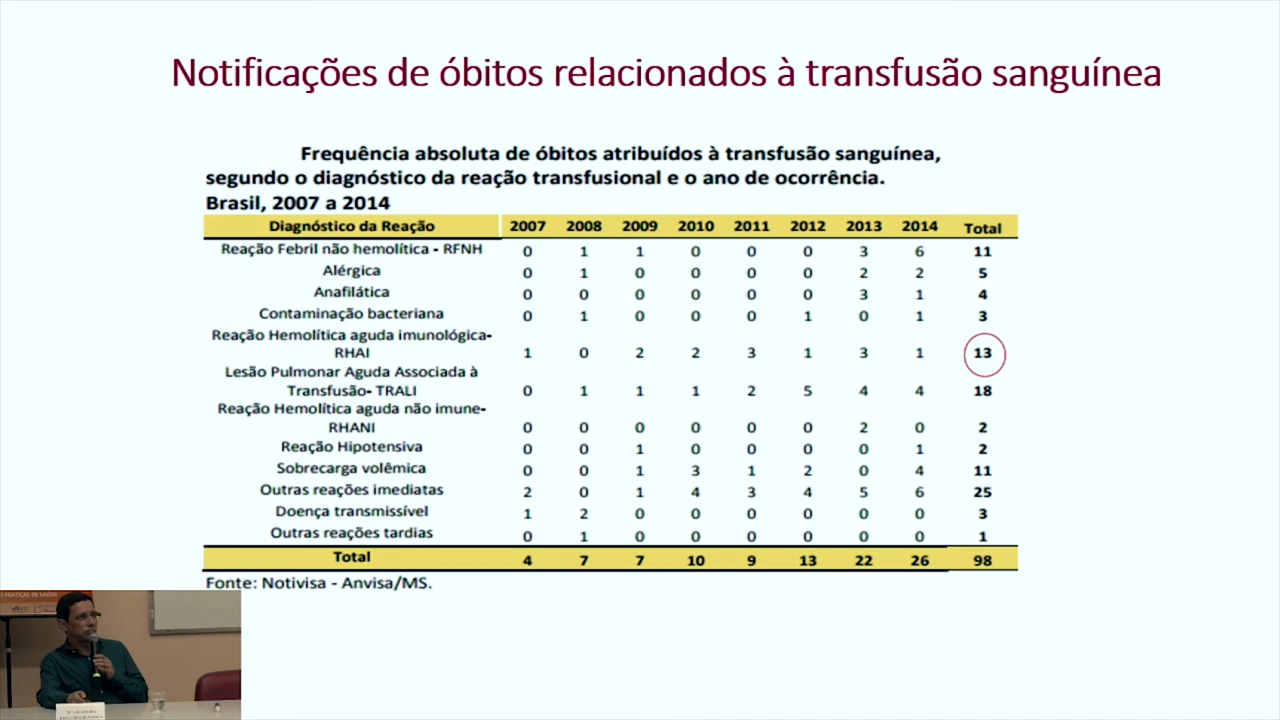 Notificações de óbitos relacionados à transfusão sanguínea
Frequência absoluta de óbitos atribuídos à transfusão sanguínea,
segundo o diagnóstico da reação transfusional e o ano de ocorrência.
Brasil, 2007 a 2014
Diagnóstico da Reação 2007 2008 2009 2010 2011 2012 2013 2014 Total
Reação Febril não hemolítica - RFNH 0 1 1 0 0 0 3 6 11
Alérgica 0 1 0 0 0 0 2 2 5
Anafilática 0 0 0 0 0 0 3 1 4
Contaminação bacteriana 0 1 0 0 0 1 0 1 3
Reação Hemolítica aguda imunológica-
RHAI 1 0 2 2 3 1 3 1 13
Lesão Pulmonar Aguda Associada à
Transfusão- TRALI 0 1 1 1 2 5 4 4 18
Reação Hemolítica aguda não imune-
RHANI 0 0 0 0 0 0 2 0 2
Reação Hipotensiva 0 0 1 0 0 0 0 1 2
Sobrecarga volêmica 0 0 1 3 1 2 0 4 11
Outras reações imediatas 2 0 1 4 3 4 5 6 25
Doença transmissível 1 2 0 0 0 0 0 0 3
Outras reações tardias 0 1 0 0 0 0 0 0 1
Total 4 7 7 10 9 13 22 26 98
Fonte: Notivisa - Anvisa/MS.
PRÁTICAS DE SAÚDE